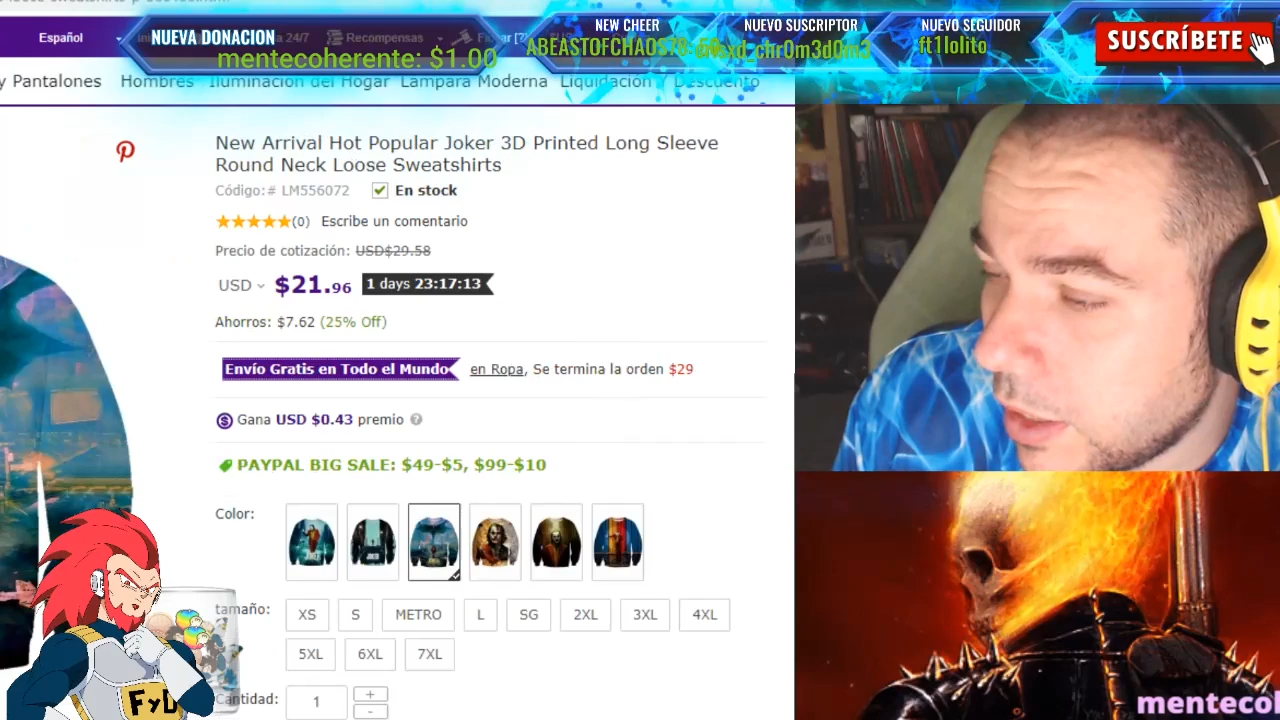 Español
NUEVA DONACION
mentecoherente: $1.00
24/7
Recompensas
NEW CHEER
NUEVO SUSCRIPTOR
NUEVO SEGUIDOR
ft1lolito
SUSCRÍBETE
y Pantalones Hombres Iluminación del Hogar Lámpara Moderna Liquidación / Descuento
New Arrival Hot Popular Joker 3D Printed Long Sleeve
Round Neck Loose Sweatshirts
Código:# LM556072 En stock
(0) Escribe un comentario
Precio de cotización: USD$29.58
USD $21.96 1 days 23:17:13
Ahorros: $7.62 (25% Off)
Envío Gratis en Todo el Mundo en Ropa, Se termina la orden $29
Gana USD $0.43 premio ?
PAYPAL BIG SALE: $49-$5, $99-$10
Color:
tamaño: XS S METRO L SG 2XL 3XL 4XL
5XL 6XL 7XL
Cantidad: 1 + -
FyD
menteco